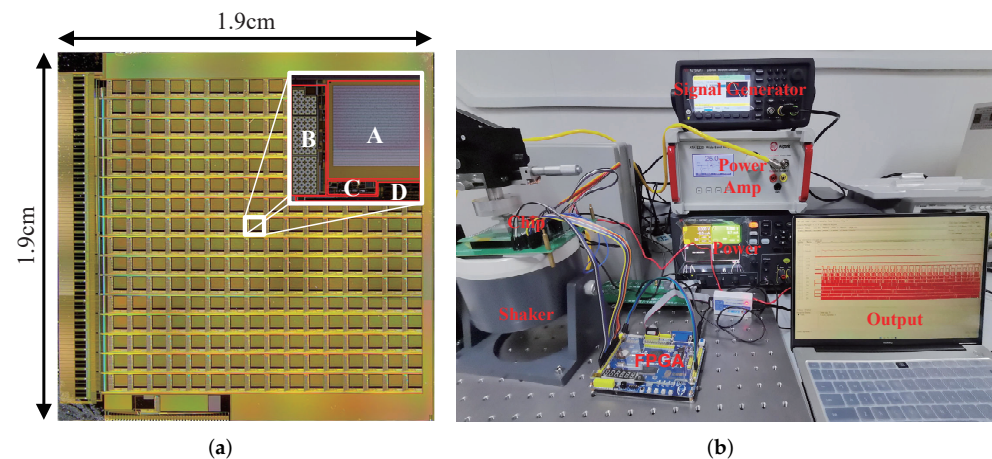 1.9cm
1.9cm
B
A
C
D
(a)
Signal Generator
Power
Amp
Chip
Power
Shaker
FPGA
Output
(b)